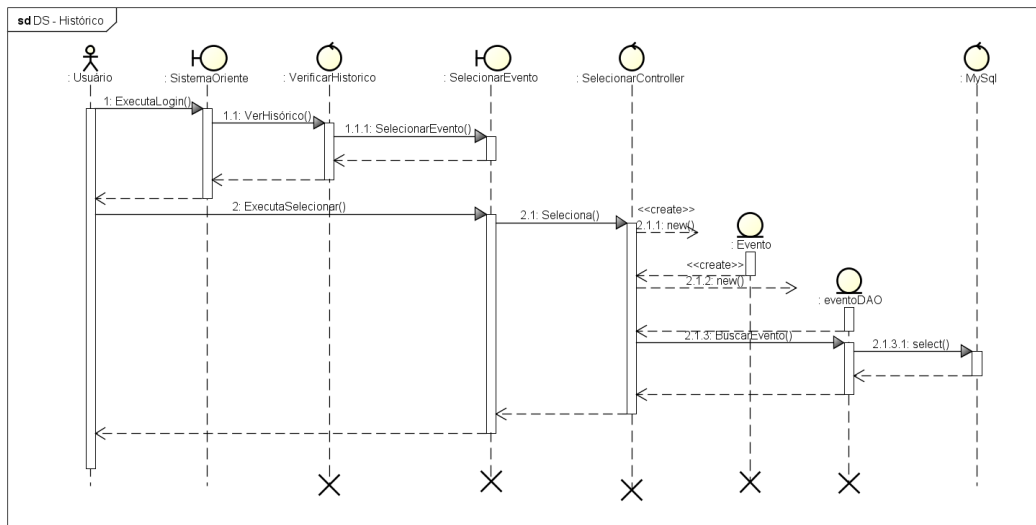 sd DS - Histórico
: Usuário
: SistemaOriente
: VerificarHistorico
: SelecionarEvento
: SelecionarController
: MySql
1: ExecutaLogin()
1.1: VerHisórico()
1.1.1: SelecionarEvento()
2: ExecutaSelecionar()
2.1: Seleciona()
<<create>>
2.1.1: new()
: Evento
<<create>>
2.1.2: new()
: eventoDAO
2.1.3: BuscarEvento()
2.1.3.1: select()